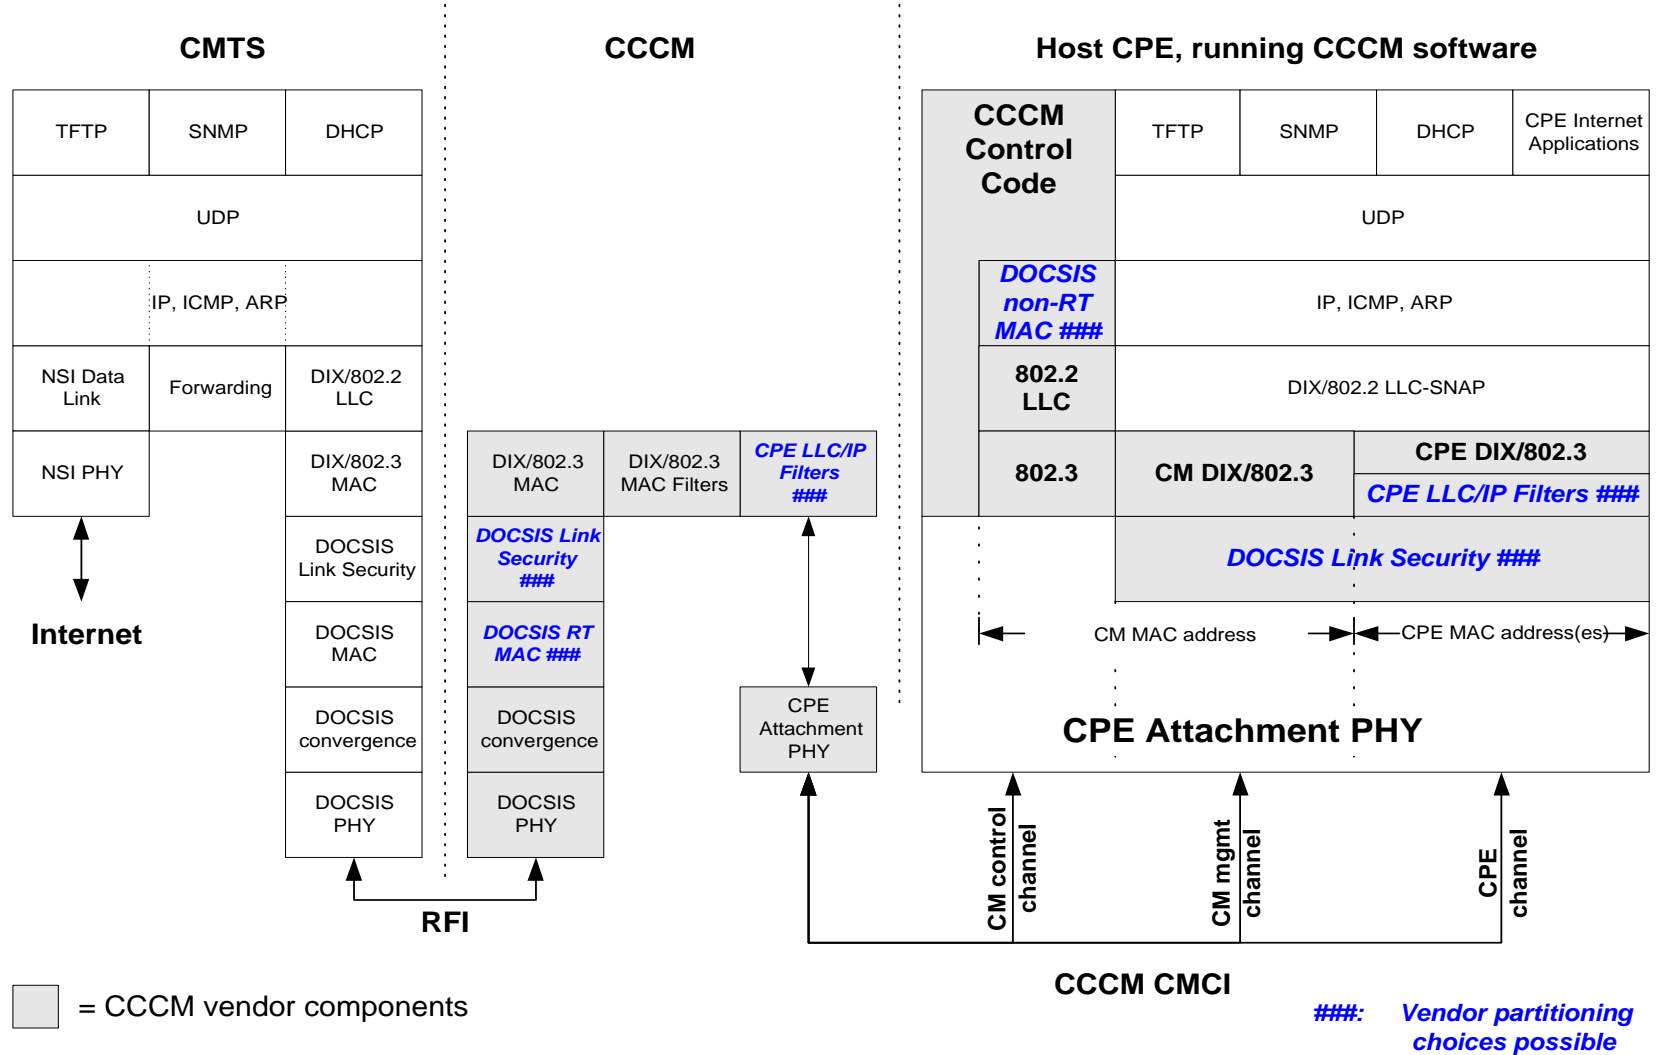 CMTS
CCCM
Host CPE, running CCCM software
TFTP
SNMP
DHCP
UDP
IP, ICMP, ARP
NSI Data
Link
Forwarding
DIX/802.2
LLC
NSI PHY
DIX/802.3
MAC
DOCSIS
Link Security
Internet
DOCSIS
MAC
DOCSIS
convergence
DOCSIS
PHY
RFI
DIX/802.3
MAC
DIX/802.3
MAC Filters
CPE LLC/IP
Filters
###
DOCSIS Link
Security
###
DOCSIS RT
MAC ###
DOCSIS
convergence
DOCSIS
PHY
CPE
Attachment
PHY
CCCM
Control
Code
TFTP
SNMP
DHCP
CPE Internet
Applications
UDP
DOCSIS
non-RT
MAC ###
IP, ICMP, ARP
802.2
LLC
DIX/802.2 LLC-SNAP
802.3
CM DIX/802.3
CPE DIX/802.3
CPE LLC/IP Filters ###
DOCSIS Link Security ###
CM MAC address
CPE MAC address(es)
CPE Attachment PHY
CM control
channel
CM mgmt
channel
CPE
channel
CCCM CMCI
= CCCM vendor components
###: Vendor partitioning
choices possible